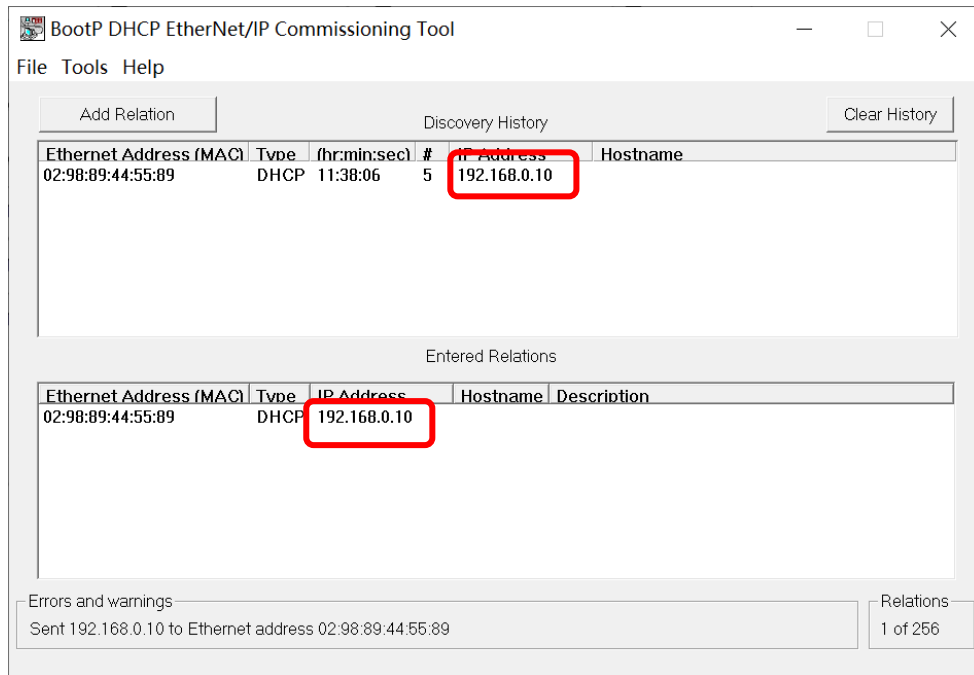 BootP DHCP EtherNet/IP Commissioning Tool
File Tools Help
Add Relation Discovery History Clear History
Ethernet Address (MAC) Type (hr:min:sec) # IP Address Hostname
02:98:89:44:55:89 DHCP 11:38:06 5 192.168.0.10
Entered Relations
Ethernet Address (MAC) Type IP Address Hostname Description
02:98:89:44:55:89 DHCP 192.168.0.10
Errors and warnings Relations
Sent 192.168.0.10 to Ethernet address 02:98:89:44:55:89 1 of 256